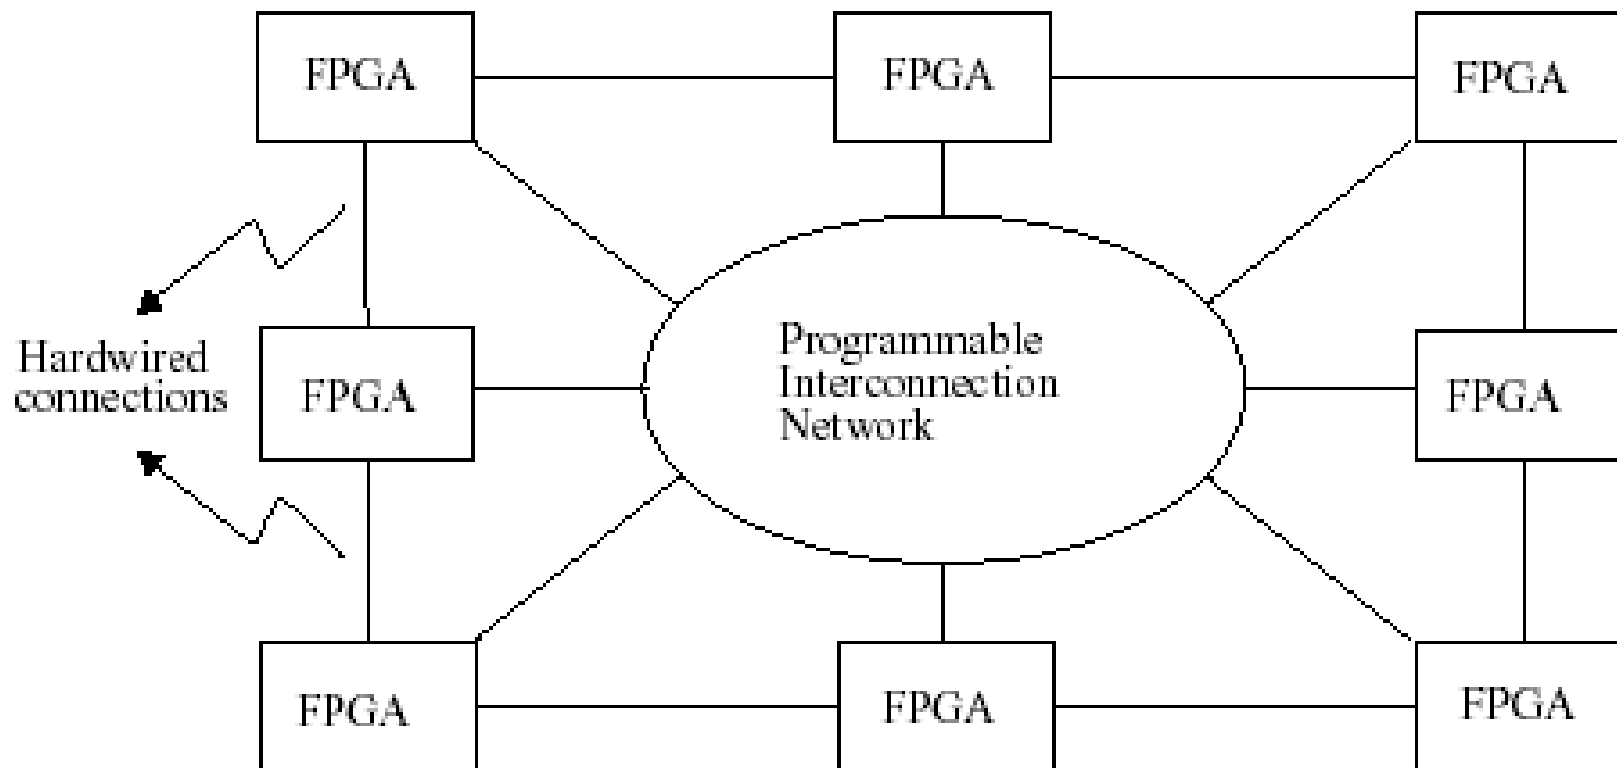 FPGA
FPGA
FPGA
Hardwired
connections
FPGA
Programmable
Interconnection
Network
FPGA
FPGA
FPGA
FPGA